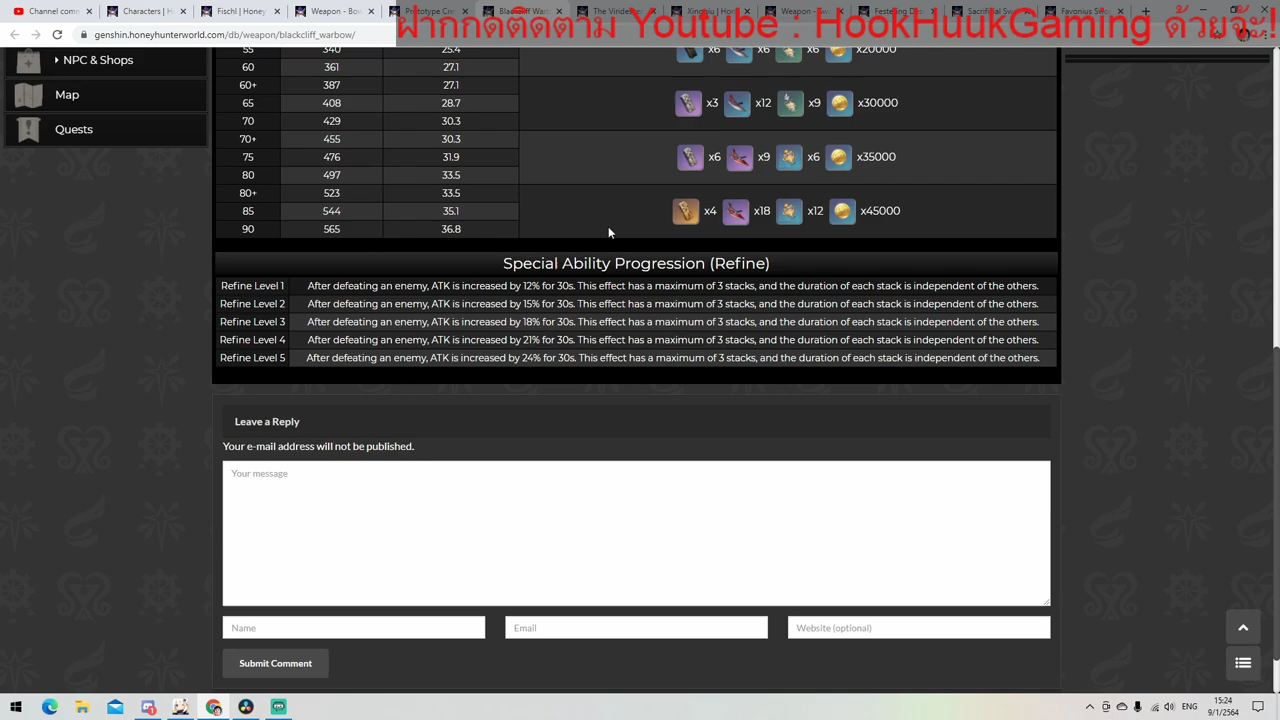 Channel comm
Characters | H
Fischl | Honey
Weapon - Bow
Prototype Cre
Blackcliff War
The Viridesc
Xingqiu | Hon
Weapon - Swo
Festering Des
Sacrificial Swo
Favonius Sw
ฝากกดติดตาม Youtube : HookHuukGaming ด้วยจ้ะ!
genshin.honeyhunterworld.com/db/weapon/blackcliff_warbow/
NPC & Shops
Map
Quests
55 340 25.4 x6 x6 x6 x20000
60 361 27.1
60+ 387 27.1
65 408 28.7 x3 x12 x9 x30000
70 429 30.3
70+ 455 30.3
75 476 31.9 x6 x9 x6 x35000
80 497 33.5
80+ 523 33.5
85 544 35.1 x4 x18 x12 x45000
90 565 36.8
Special Ability Progression (Refine)
Refine Level 1 After defeating an enemy, ATK is increased by 12% for 30s. This effect has a maximum of 3 stacks, and the duration of each stack is independent of the others.
Refine Level 2 After defeating an enemy, ATK is increased by 15% for 30s. This effect has a maximum of 3 stacks, and the duration of each stack is independent of the others.
Refine Level 3 After defeating an enemy, ATK is increased by 18% for 30s. This effect has a maximum of 3 stacks, and the duration of each stack is independent of the others.
Refine Level 4 After defeating an enemy, ATK is increased by 21% for 30s. This effect has a maximum of 3 stacks, and the duration of each stack is independent of the others.
Refine Level 5 After defeating an enemy, ATK is increased by 24% for 30s. This effect has a maximum of 3 stacks, and the duration of each stack is independent of the others.
Leave a Reply
Your e-mail address will not be published.
Your message
Name
Email
Website (optional)
Submit Comment
ENG
15:24
9/1/2564